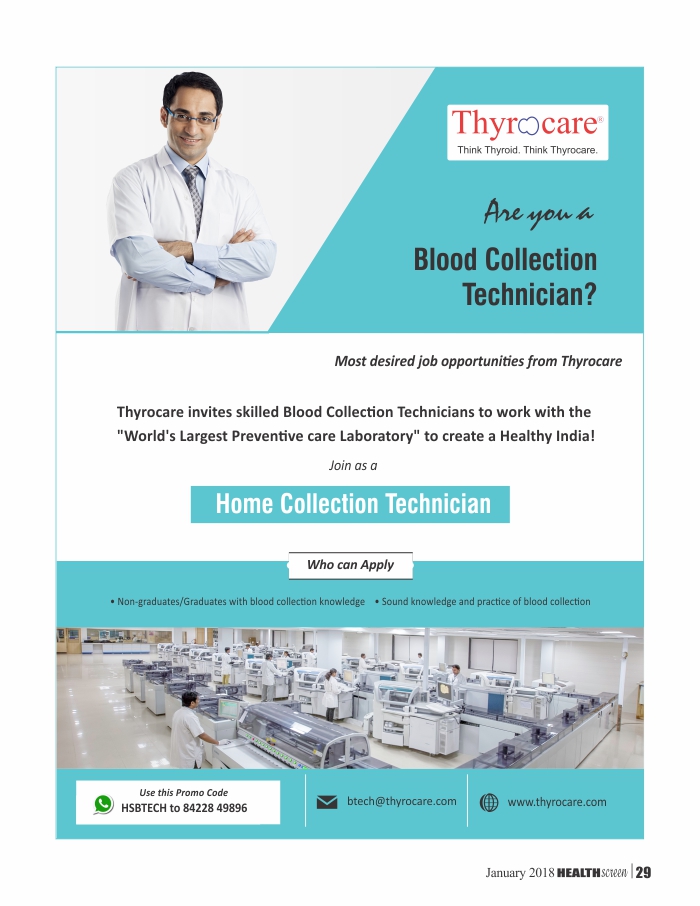 Thyrocare®
Think Thyroid. Think Thyrocare.
Are you a
Blood Collection
Technician?
Most desired job opportunities from Thyrocare
Thyrocare invites skilled Blood Collection Technicians to work with the
"World's Largest Preventive care Laboratory" to create a Healthy India!
Join as a
Home Collection Technician
Who can Apply
• Non-graduates/Graduates with blood collection knowledge • Sound knowledge and practice of blood collection
Use this Promo Code
HSBTECH to 84228 49896
btech@thyrocare.com
www.thyrocare.com
January 2018 HEALTHscreen | 29